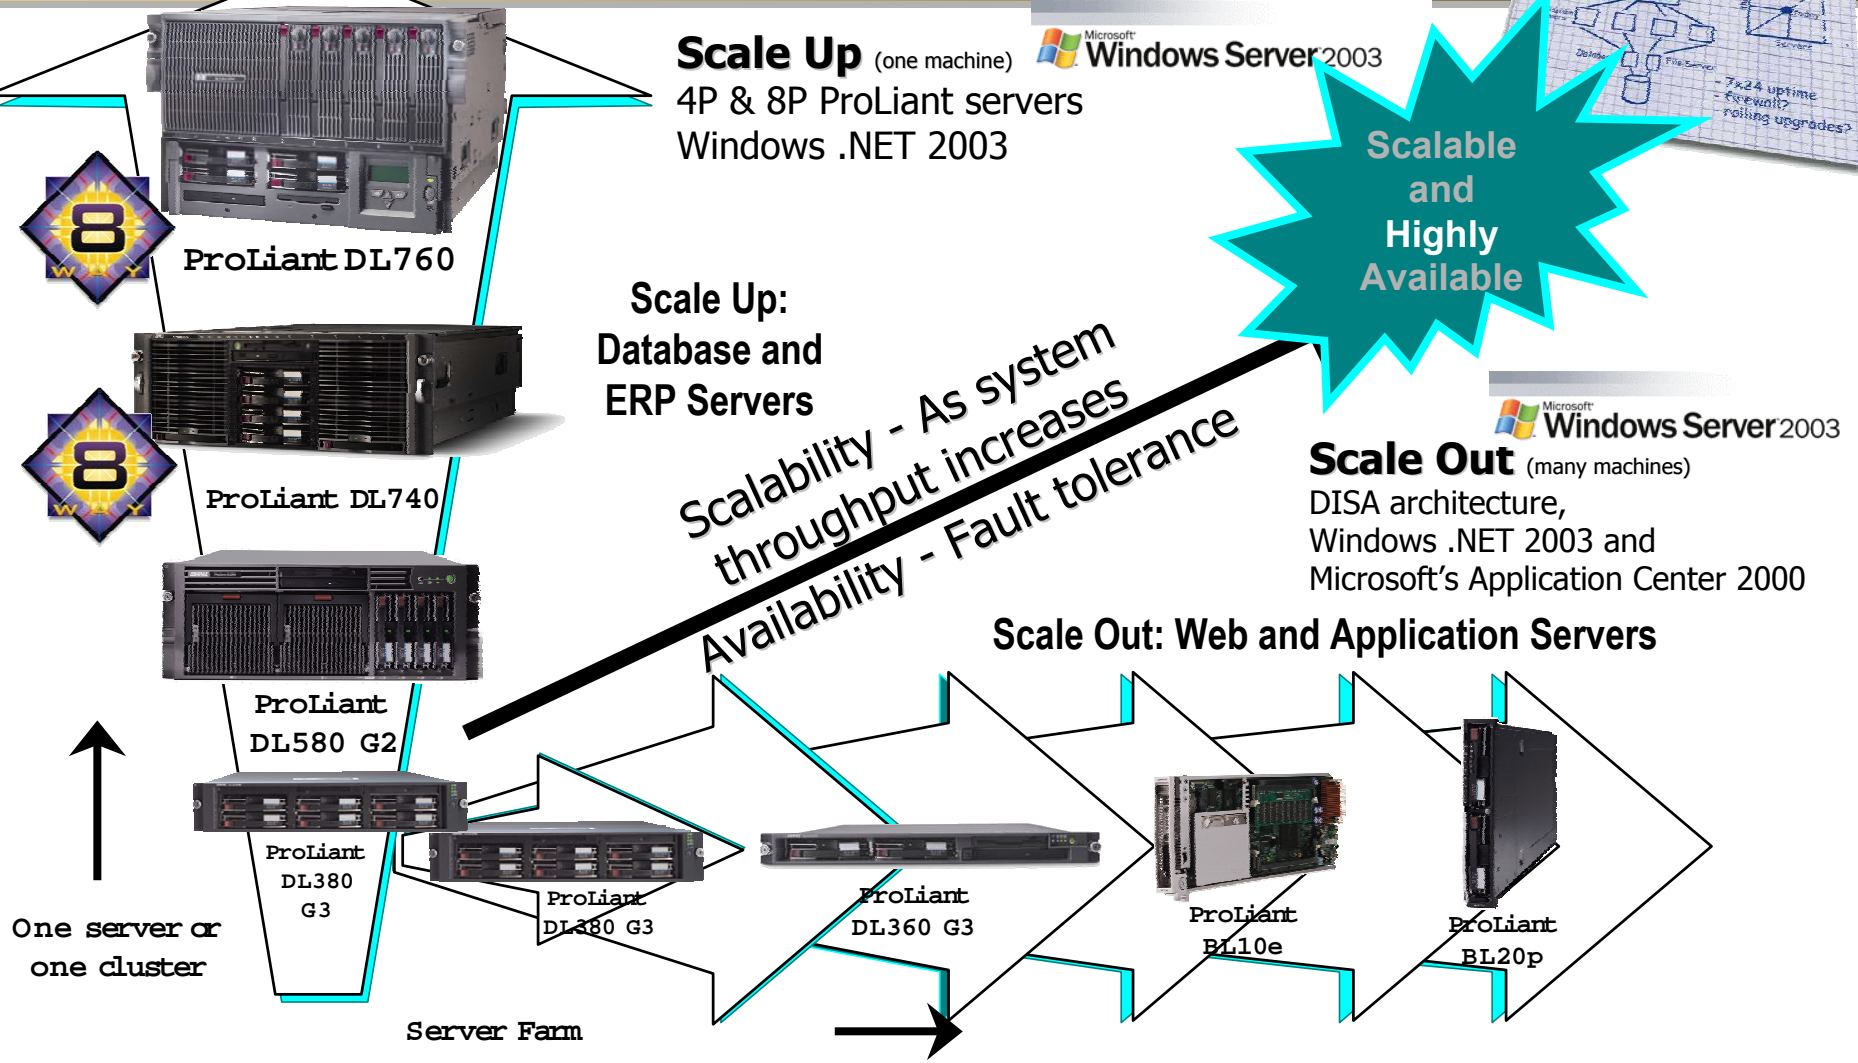 Scale Up (one machine)
4P & 8P ProLiant servers
Windows .NET 2003
Microsoft
Windows Server 2003
Servers
File Server
- 7x24 uptime
- firewall?
rolling upgrades?
Scalable
and
Highly
Available
8
WAY
ProLiant DL760
Scale Up:
Database and
ERP Servers
8
WAY
ProLiant DL740
Scalability - As system
throughput increases
Availability - Fault tolerance
Microsoft
Windows Server 2003
Scale Out (many machines)
DISA architecture,
Windows .NET 2003 and
Microsoft's Application Center 2000
Scale Out: Web and Application Servers
ProLiant
DL580 G2
ProLiant
DL380
G3
ProLiant
DL380 G3
ProLiant
DL360 G3
ProLiant
BL10e
ProLiant
BL20p
One server or
one cluster
Server Farm